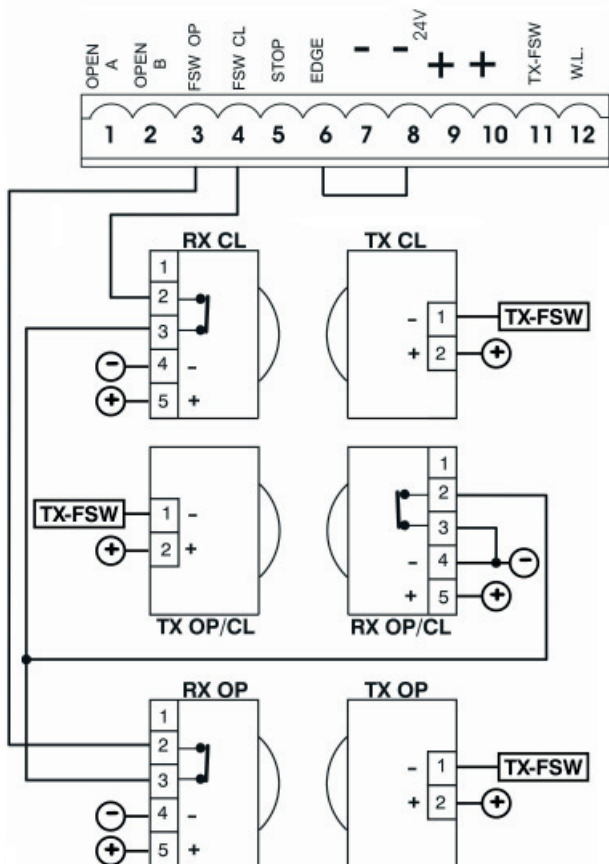 OPEN A
OPEN B
FSW OP
FSW CL
STOP
EDGE
- - 24V
+ +
TX-FSW
W.L.
1 2 3 4 5 6 7 8 9 10 11 12
RX CL
1
2
3
4 -
5 +
- 
+
TX CL
- 1 TX-FSW
+ 2 +
TX-FSW 1 -
+ 2 +
TX OP/CL
1
2
3
- 4 -
+ 5 +
RX OP/CL
RX OP
1
2
3
- 4 -
+ 5 +
TX OP
- 1 TX-FSW
+ 2 +